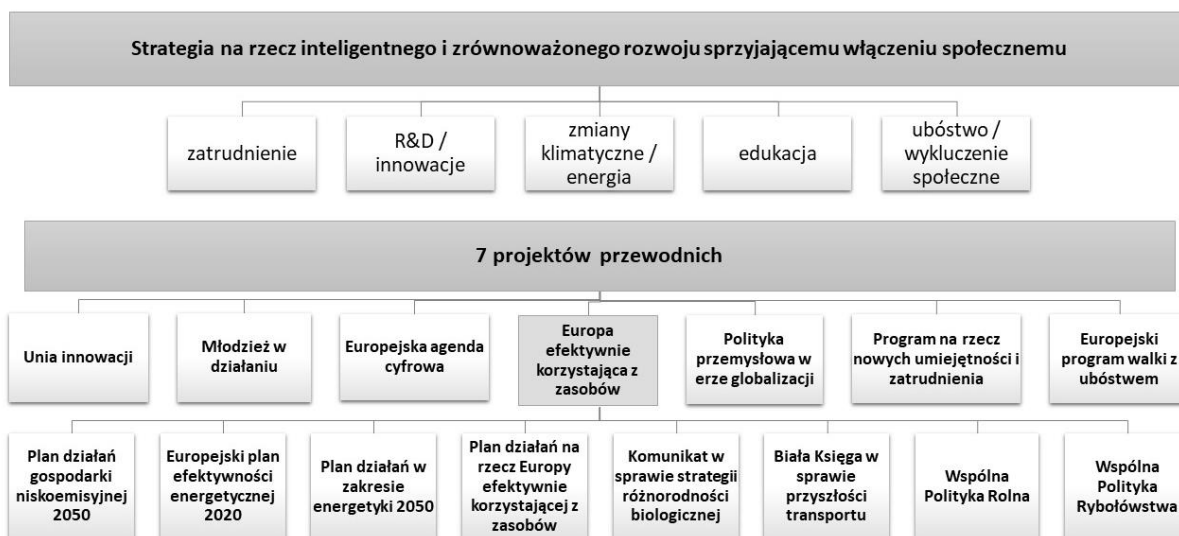 Strategia na rzecz inteligentnego i zrównoważonego rozwoju sprzyjającemu włączeniu społecznemu
zatrudnienie
R&D /
innowacje
zmiany
klimatyczne /
energia
edukacja
ubóstwo /
wykluczenie
społeczne
7 projektów przewodnich
Unia innowacji
Młodzież w
działaniu
Europejska agenda
cyfrowa
Europa
efektywnie
korzystająca z
zasobów
Polityka
przemysłowa w
erze globalizacji
Program na rzecz
nowych umiejętności i
zatrudnienia
Europejski
program walki z
ubóstwem
Plan działań
gospodarki
niskoemisyjnej
2050
Europejski plan
efektywności
energetycznej
2020
Plan działań w
zakresie
energetyki 2050
Plan działań na
rzecz Europy
efektywnie
korzystającej z
zasobów
Komunikat w
sprawie strategii
różnorodności
biologicznej
Biała Księga w
sprawie
przyszłości
transportu
Wspólna
Polityka Rolna
Wspólna
Polityka
Rybołówstwa